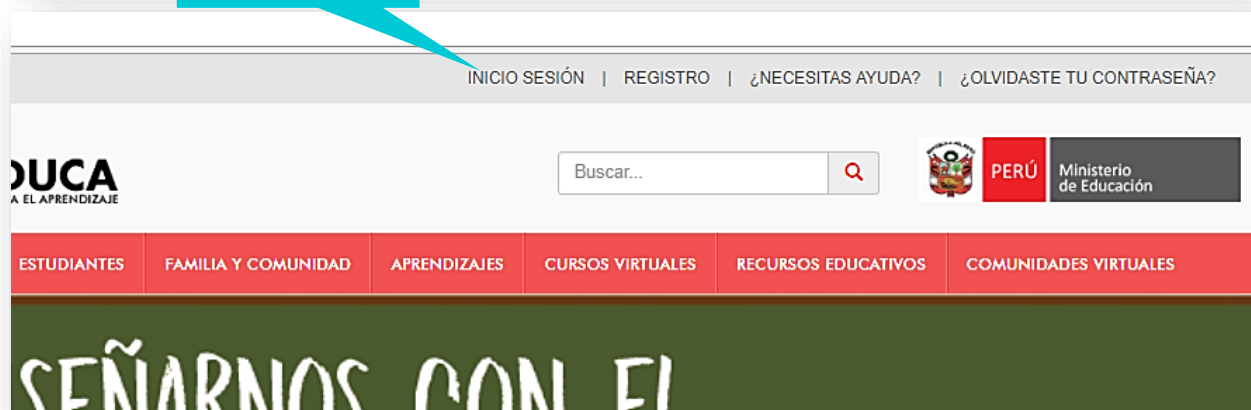 INICIO SESIÓN | REGISTRO | ¿NECESITAS AYUDA? | ¿OLVIDASTE TU CONTRASEÑA?
DUCA
A EL APRENDIZAJE
Buscar...
PERÚ
Ministerio
de Educación
ESTUDIANTES FAMILIA Y COMUNIDAD APRENDIZAJES CURSOS VIRTUALES RECURSOS EDUCATIVOS COMUNIDADES VIRTUALES
SEÑARNOS CON EL